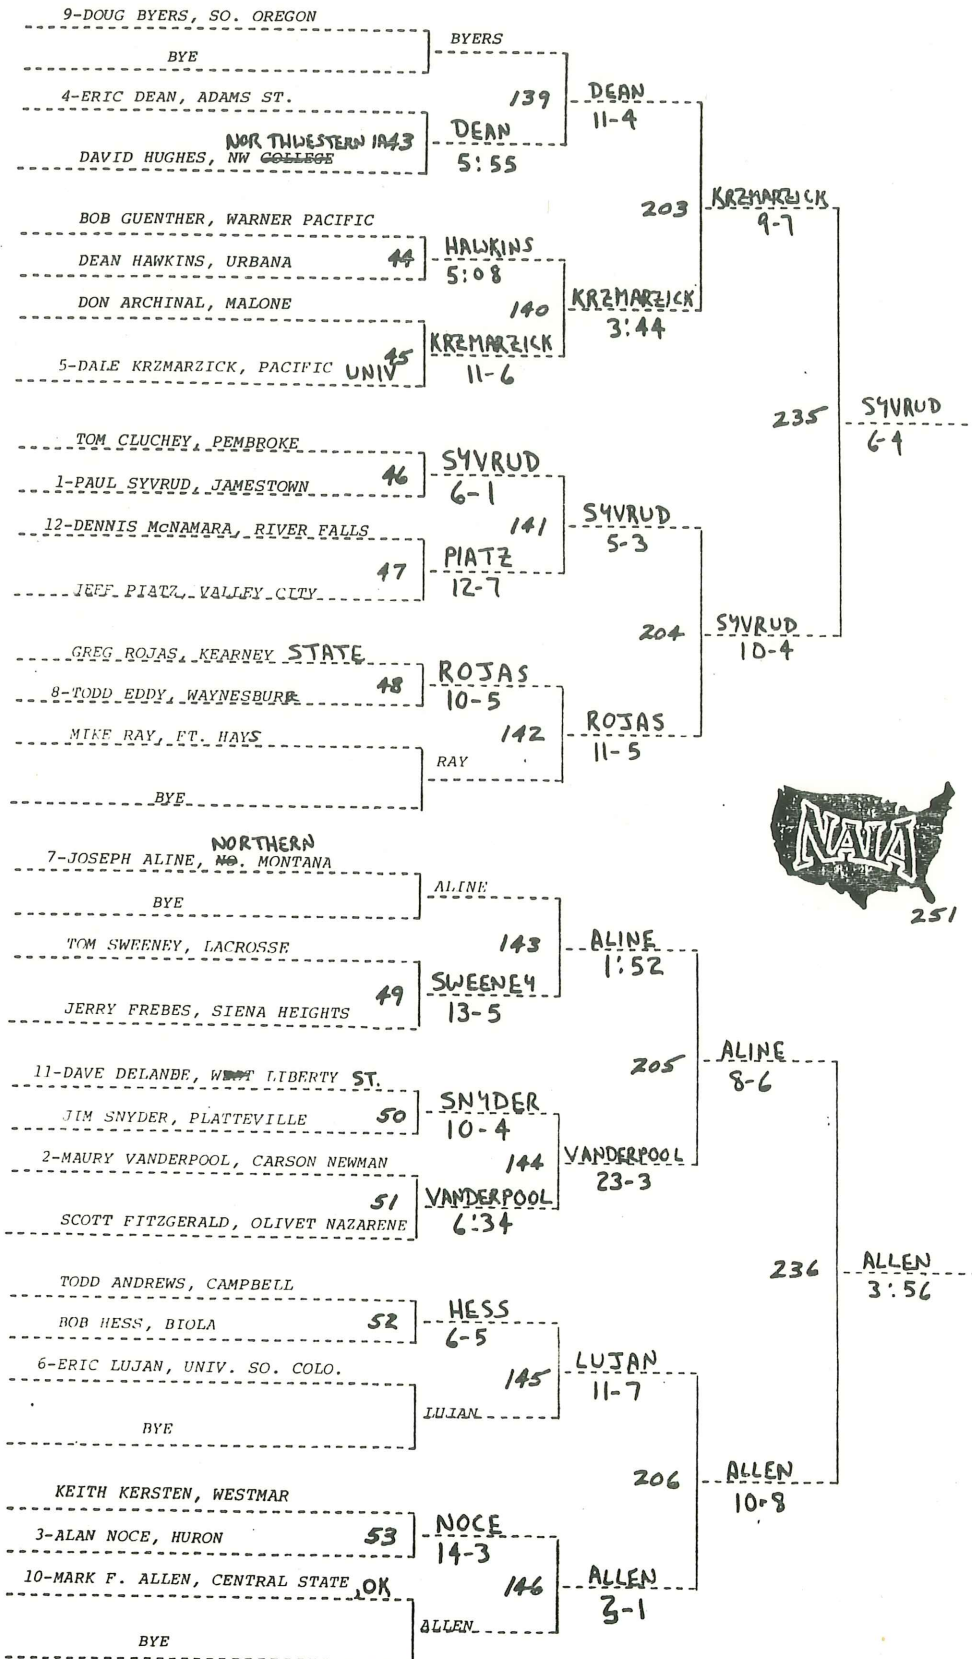 9-DOUG BYERS, SO. OREGON
BYERS
BYE
4-ERIC DEAN, ADAMS ST.
139
DEAN
11-4
NORTHWESTERN IA
43
DEAN
DAVID HUGHES, NW COLLEGE
5:55
203
KRZMARZICK
9-7
BOB GUENTHER, WARNER PACIFIC
44
HAWKINS
DEAN HAWKINS, URBANA
5:08
DON ARCHINAL, MALONE
140
KRZMARZICK
3:44
45
KRZMARZICK
5-DALE KRZMARZICK, PACIFIC UNIV
11-6
235
SYVRUD
6-4
TOM CLUCHEY, PEMBROKE
46
SYVRUD
1-PAUL SYVRUD, JAMESTOWN
6-1
12-DENNIS McNAMARA, RIVER FALLS
141
SYVRUD
5-3
47
PIATZ
JEFF PIATZ, VALLEY CITY
12-7
204
SYVRUD
10-4
GREG ROJAS, KEARNEY STATE
48
ROJAS
8-TODD EDDY, WAYNESBURG
10-5
MIKE RAY, FT. HAYS
142
ROJAS
11-5
RAY
BYE
NAIA
251
NORTHERN
7-JOSEPH ALINE, NO. MONTANA
ALINE
BYE
TOM SWEENEY, LACROSSE
143
ALINE
1:52
49
SWEENEY
JERRY FREBES, SIENA HEIGHTS
13-5
205
ALINE
8-6
11-DAVE DELANDE, WEST LIBERTY ST.
50
SNYDER
JIM SNYDER, PLATTEVILLE
10-4
2-MAURY VANDERPOOL, CARSON NEWMAN
144
VANDERPOOL
23-3
51
VANDERPOOL
SCOTT FITZGERALD, OLIVET NAZARENE
6:34
236
ALLEN
3:56
TODD ANDREWS, CAMPBELL
52
HESS
BOB HESS, BIOLA
6-5
6-ERIC LUJAN, UNIV. SO. COLO.
145
LUJAN
11-7
LUJAN
BYE
206
ALLEN
10-8
KEITH KERSTEN, WESTMAR
53
NOCE
3-ALAN NOCE, HURON
14-3
10-MARK F. ALLEN, CENTRAL STATE, OK
146
ALLEN
3-1
ALLEN
BYE